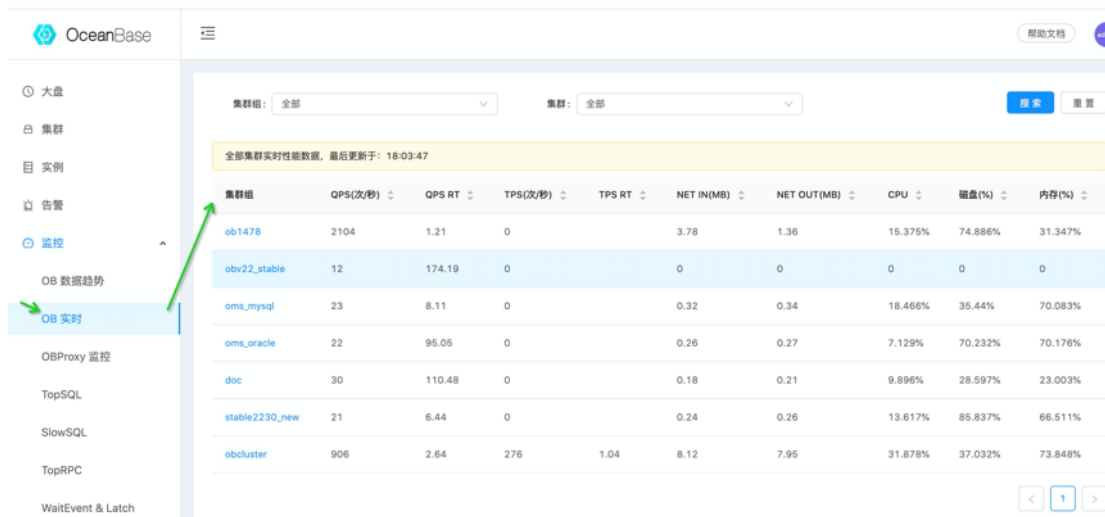 OceanBase
帮助文档
大盘
集群
实例
告警
监控
OB 数据趋势
OB 实时
OBProxy 监控
TopSQL
SlowSQL
TopRPC
WaitEvent & Latch
集群组: 全部 集群: 全部 搜索 重置
全部集群实时性能数据，最后更新于：18:03:47
集群组 QPS(次/秒) QPS RT TPS(次/秒) TPS RT NET IN(MB) NET OUT(MB) CPU 磁盘(%) 内存(%)
ob1478 2104 1.21 0 3.78 1.36 15.375% 74.886% 31.347%
obv22_stable 12 174.19 0 0 0 0 0 0
oms_mysql 23 8.11 0 0.32 0.34 18.466% 35.44% 70.083%
oms_oracle 22 95.05 0 0.26 0.27 7.129% 70.232% 70.176%
doc 30 110.48 0 0.18 0.21 9.896% 28.597% 23.003%
stable2230_new 21 6.44 0 0.24 0.26 13.617% 85.837% 66.511%
obcluster 906 2.64 276 1.04 8.12 7.95 31.878% 37.032% 73.848%
< 1 >